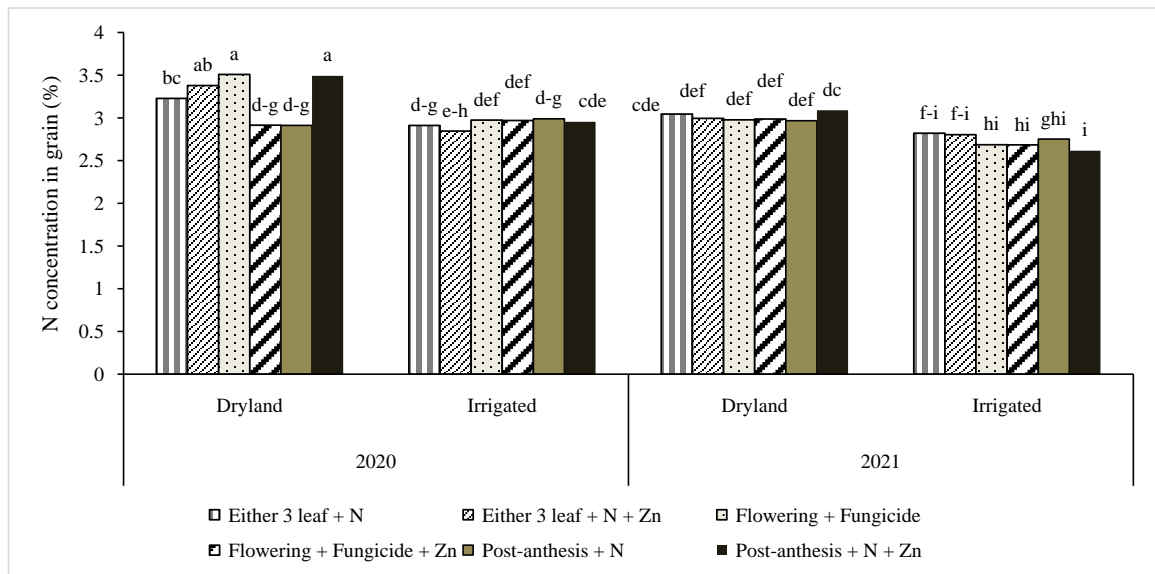 N concentration in grain (%)
4
3.5
3
2.5
2
1.5
1
0.5
0
bc ab a d-g d-g a
d-g e-h def def d-g cde
cde def def def def dc
f-i f-i hi hi ghi i
Dryland Irrigated Dryland Irrigated
2020 2021
Either 3 leaf + N Either 3 leaf + N + Zn Flowering + Fungicide
Flowering + Fungicide + Zn Post-anthesis + N Post-anthesis + N + Zn